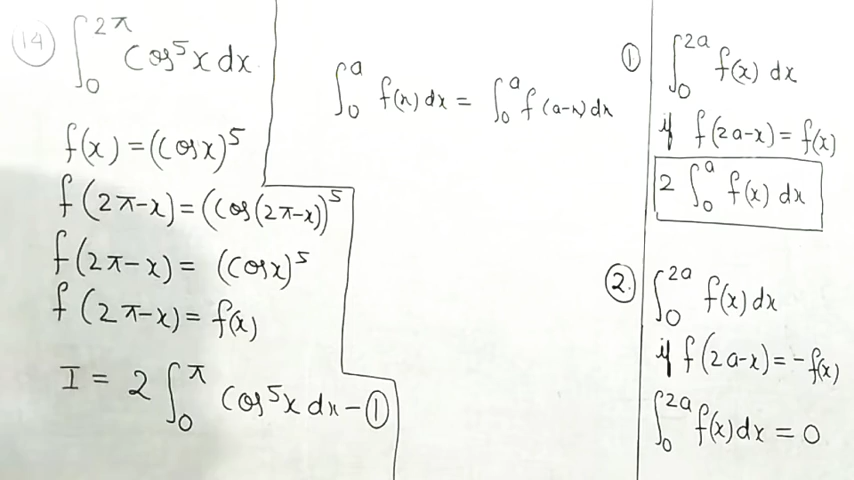 14 ∫₀^2π cos⁵x dx
f(x) = (cosx)⁵
f(2π-x) = (cos(2π-x))⁵
f(2π-x) = (cosx)⁵
f(2π-x) = f(x)
I = 2 ∫₀^π cos⁵x dx - ①
∫₀^a f(x) dx = ∫₀^a f(a-x) dx
① ∫₀^2a f(x) dx
if f(2a-x) = f(x)
2 ∫₀^a f(x) dx
②. ∫₀^2a f(x) dx
if f(2a-x) = -f(x)
∫₀^2a f(x) dx = 0